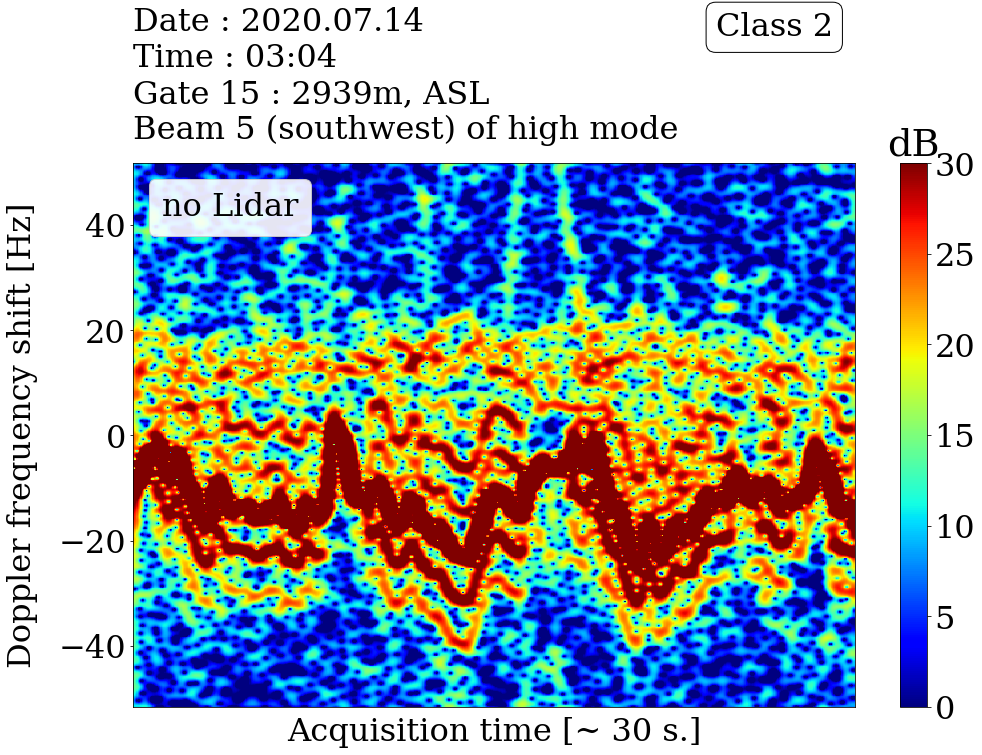 Date : 2020.07.14
Time : 03:04
Gate 15 : 2939m, ASL
Beam 5 (southwest) of high mode
Class 2
dB
no Lidar
Doppler frequency shift [Hz]
40
20
0
−20
−40
30
25
20
15
10
5
0
Acquisition time [~ 30 s.]